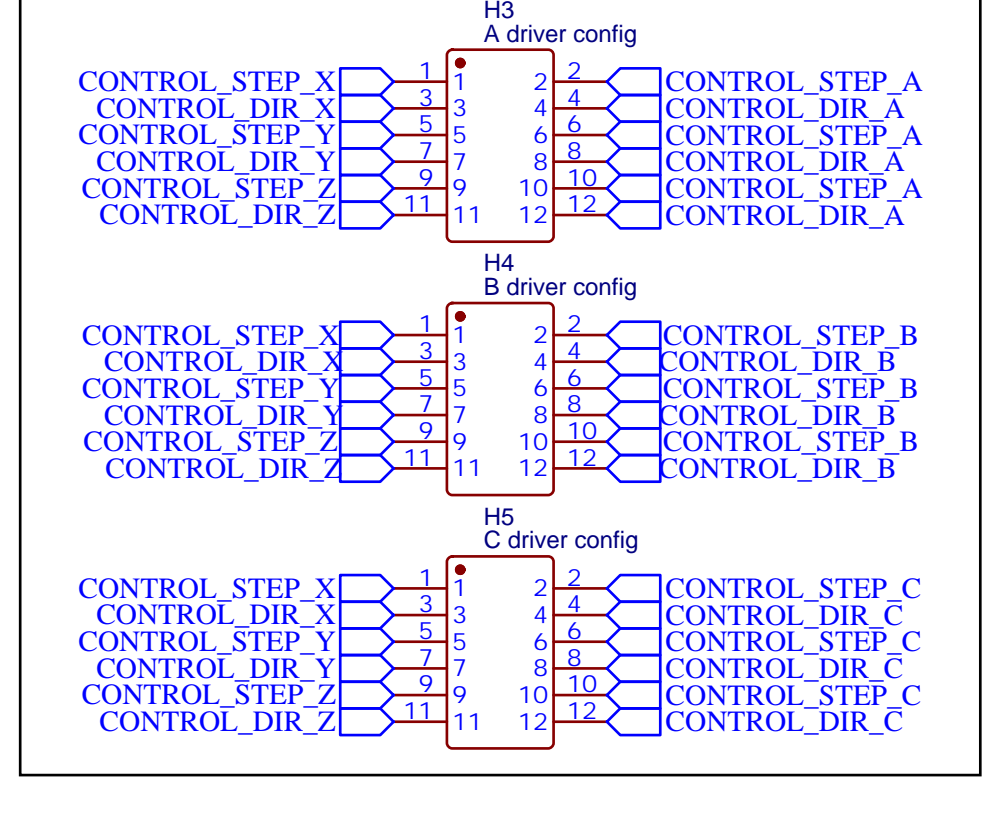 H3
A driver config
CONTROL_STEP_X 1 1 2 2 CONTROL_STEP_A
CONTROL_DIR_X 3 3 4 4 CONTROL_DIR_A
CONTROL_STEP_Y 5 5 6 6 CONTROL_STEP_A
CONTROL_DIR_Y 7 7 8 8 CONTROL_DIR_A
CONTROL_STEP_Z 9 9 10 10 CONTROL_STEP_A
CONTROL_DIR_Z 11 11 12 12 CONTROL_DIR_A
H4
B driver config
CONTROL_STEP_X 1 1 2 2 CONTROL_STEP_B
CONTROL_DIR_X 3 3 4 4 CONTROL_DIR_B
CONTROL_STEP_Y 5 5 6 6 CONTROL_STEP_B
CONTROL_DIR_Y 7 7 8 8 CONTROL_DIR_B
CONTROL_STEP_Z 9 9 10 10 CONTROL_STEP_B
CONTROL_DIR_Z 11 11 12 12 CONTROL_DIR_B
H5
C driver config
CONTROL_STEP_X 1 1 2 2 CONTROL_STEP_C
CONTROL_DIR_X 3 3 4 4 CONTROL_DIR_C
CONTROL_STEP_Y 5 5 6 6 CONTROL_STEP_C
CONTROL_DIR_Y 7 7 8 8 CONTROL_DIR_C
CONTROL_STEP_Z 9 9 10 10 CONTROL_STEP_C
CONTROL_DIR_Z 11 11 12 12 CONTROL_DIR_C